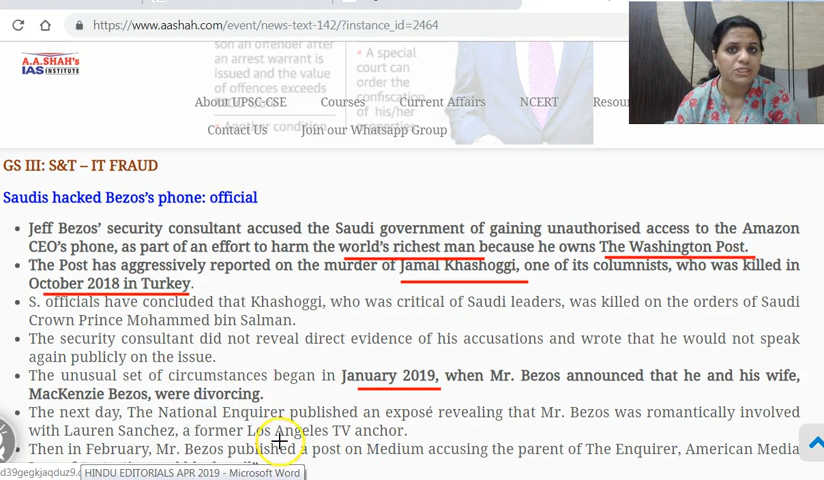 https://www.aashah.com/event/news-text-142/?instance_id=2464
son an offender after
an arrest warrant is
issued and the value
of offences exceeds
* A special
court can
order the
confiscation
of his/her
A.A.SHAH's
IAS INSTITUTE
About UPSC-CSE Courses Current Affairs NCERT Resou
Contact Us Join our Whatsapp Group
* Another condition
properties
GS III: S&T – IT FRAUD
Saudis hacked Bezos's phone: official
• Jeff Bezos' security consultant accused the Saudi government of gaining unauthorised access to the Amazon
CEO's phone, as part of an effort to harm the world's richest man because he owns The Washington Post.
• The Post has aggressively reported on the murder of Jamal Khashoggi, one of its columnists, who was killed in
October 2018 in Turkey.
• S. officials have concluded that Khashoggi, who was critical of Saudi leaders, was killed on the orders of Saudi
Crown Prince Mohammed bin Salman.
• The security consultant did not reveal direct evidence of his accusations and wrote that he would not speak
again publicly on the issue.
• The unusual set of circumstances began in January 2019, when Mr. Bezos announced that he and his wife,
MacKenzie Bezos, were divorcing.
• The next day, The National Enquirer published an exposé revealing that Mr. Bezos was romantically involved
with Lauren Sanchez, a former Los Angeles TV anchor.
• Then in February, Mr. Bezos published a post on Medium accusing the parent of The Enquirer, American Media
d39gegkjaqduz9.c
HINDU EDITORIALS APR 2019 - Microsoft Word